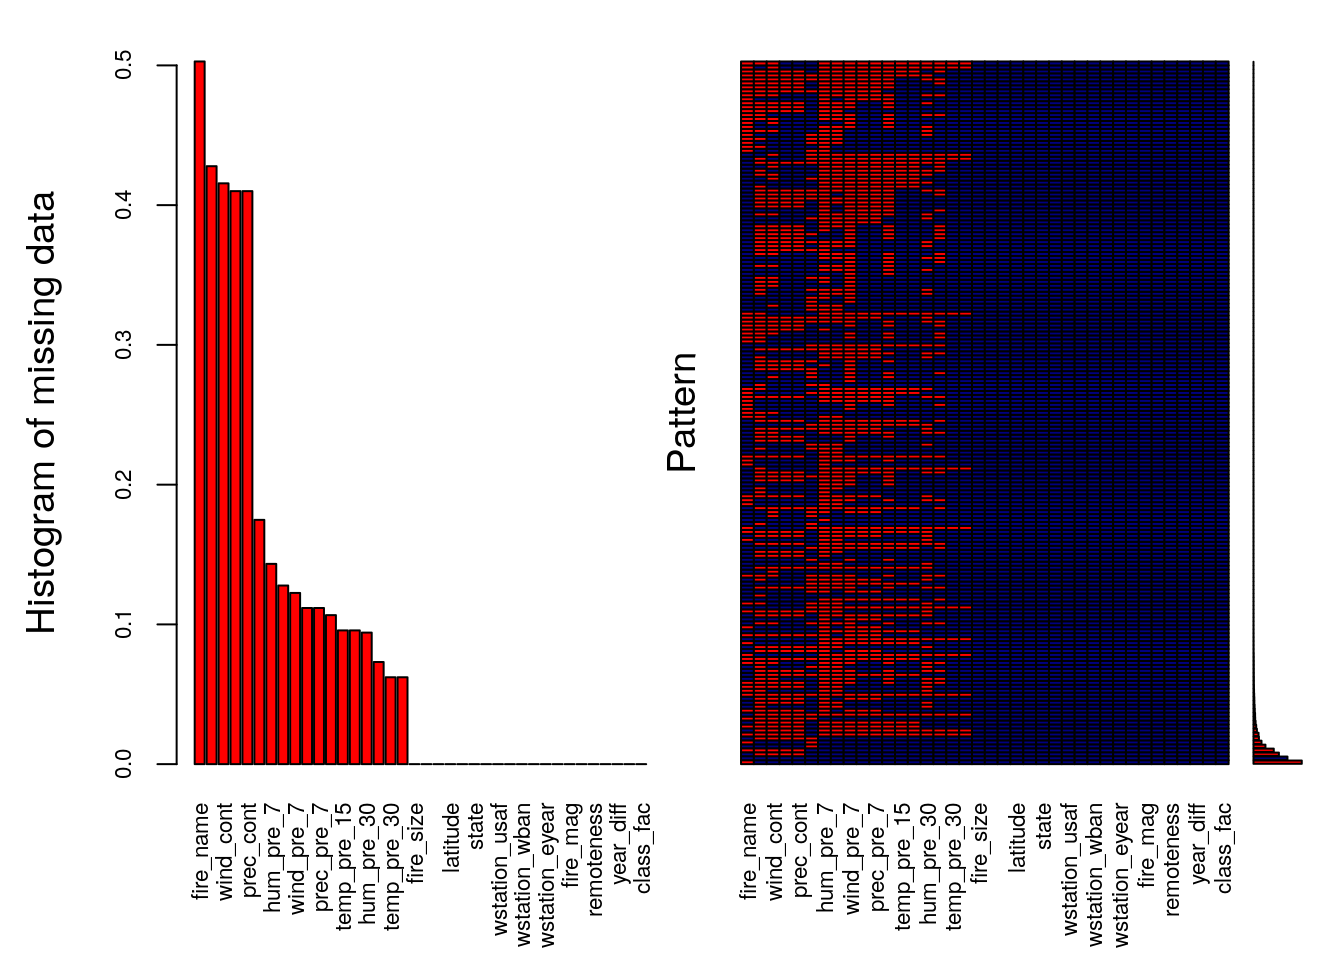 Histogram of missing data
0.0
0.1
0.2
0.3
0.4
0.5
fire_name
wind_cont
prec_cont
hum_pre_7
wind_pre_7
prec_pre_7
temp_pre_15
hum_pre_30
temp_pre_30
fire_size
latitude
state
wstation_usaf
wstation_wban
wstation_eyear
fire_mag
remoteness
year_diff
class_fac
Pattern
fire_name
wind_cont
prec_cont
hum_pre_7
wind_pre_7
prec_pre_7
temp_pre_15
hum_pre_30
temp_pre_30
fire_size
latitude
state
wstation_usaf
wstation_wban
wstation_eyear
fire_mag
remoteness
year_diff
class_fac